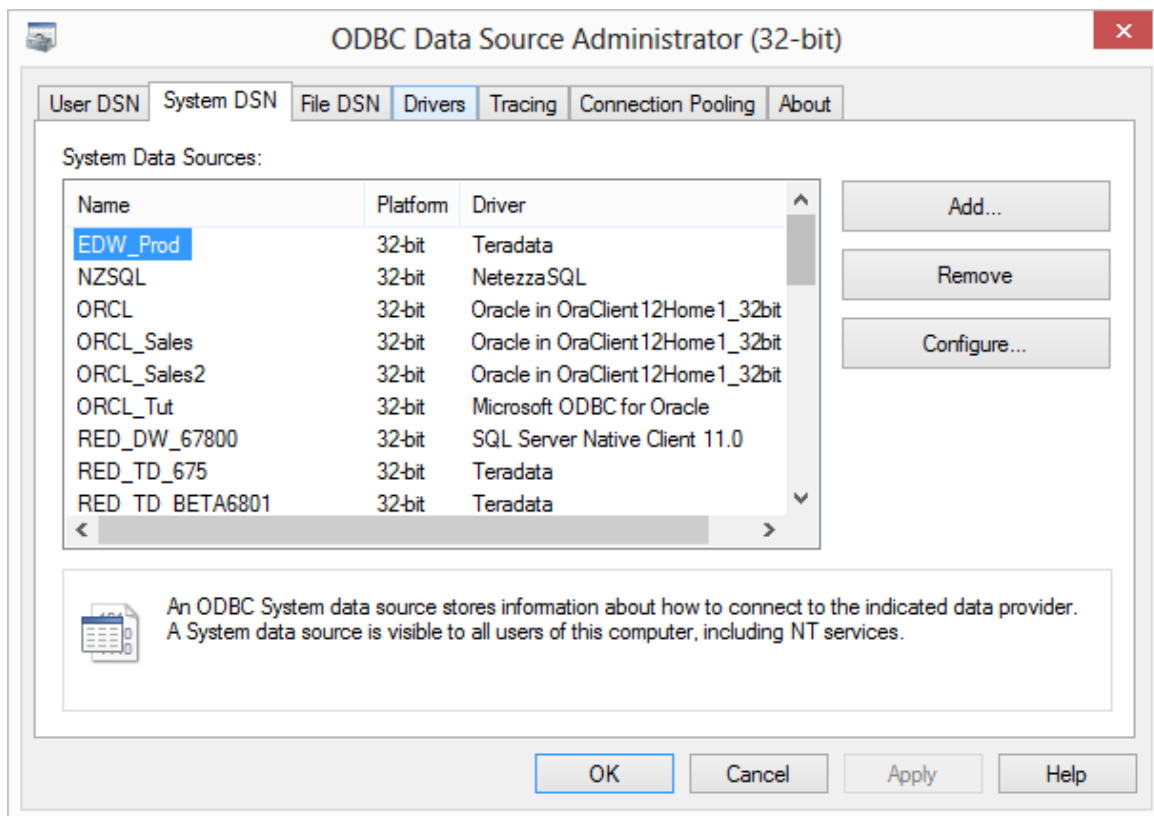 ODBC Data Source Administrator (32-bit)
User DSN System DSN File DSN Drivers Tracing Connection Pooling About
System Data Sources:
Name Platform Driver
EDW_Prod 32-bit Teradata
NZSQL 32-bit NetezzaSQL
ORCL 32-bit Oracle in OraClient12Home1_32bit
ORCL_Sales 32-bit Oracle in OraClient12Home1_32bit
ORCL_Sales2 32-bit Oracle in OraClient12Home1_32bit
ORCL_Tut 32-bit Microsoft ODBC for Oracle
RED_DW_67800 32-bit SQL Server Native Client 11.0
RED_TD_675 32-bit Teradata
RED_TD_BETA6801 32-bit Teradata
Add...
Remove
Configure...
An ODBC System data source stores information about how to connect to the indicated data provider.
A System data source is visible to all users of this computer, including NT services.
OK Cancel Apply Help